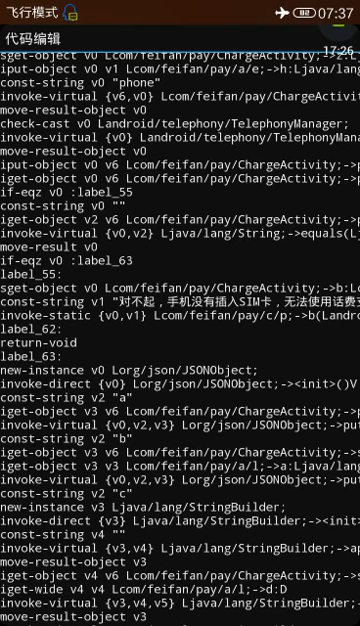 飞行模式
82
07:37
代码编辑
17:26
sget-object v0 Lcom/feifan/pay/ChargeActivity;->z:L
iput-object v0 v1 Lcom/feifan/pay/a/e;->h:Ljava/lang
const-string v0 "phone"
invoke-virtual {v6,v0} Lcom/feifan/pay/ChargeActivit
move-result-object v0
check-cast v0 Landroid/telephony/TelephonyManager;
invoke-virtual {v0} Landroid/telephony/TelephonyMana
move-result-object v0
iput-object v0 v6 Lcom/feifan/pay/ChargeActivity;->p
iget-object v0 v6 Lcom/feifan/pay/ChargeActivity;->p
if-eqz v0 :label_55
const-string v0 ""
iget-object v2 v6 Lcom/feifan/pay/ChargeActivity;->p
invoke-virtual {v0,v2} Ljava/lang/String;->equals(Lj
move-result v0
if-eqz v0 :label_63
label_55:
sget-object v0 Lcom/feifan/pay/ChargeActivity;->b:Lc
const-string v1 "对不起，手机没有插入SIM卡，无法使用话费支
invoke-static {v0,v1} Lcom/feifan/pay/c/p;->b(Landro
label_62:
return-void
label_63:
new-instance v0 Lorg/json/JSONObject;
invoke-direct {v0} Lorg/json/JSONObject;-><init>()V
const-string v2 "a"
iget-object v3 v6 Lcom/feifan/pay/ChargeActivity;->p
invoke-virtual {v0,v2,v3} Lorg/json/JSONObject;->put
const-string v2 "b"
iget-object v3 v6 Lcom/feifan/pay/ChargeActivity;->s
iget-object v3 v3 Lcom/feifan/pay/a/l;->a:Ljava/lang
invoke-virtual {v0,v2,v3} Lorg/json/JSONObject;->put
const-string v2 "c"
new-instance v3 Ljava/lang/StringBuilder;
invoke-direct {v3} Ljava/lang/StringBuilder;-><init>
const-string v4 ""
invoke-virtual {v3,v4} Ljava/lang/StringBuilder;->ap
move-result-object v3
iget-object v4 v6 Lcom/feifan/pay/ChargeActivity;->s
iget-wide v4 v4 Lcom/feifan/pay/a/l;->d:D
invoke-virtual {v3,v4,v5} Ljava/lang/StringBuilder;-
move-result-object v3